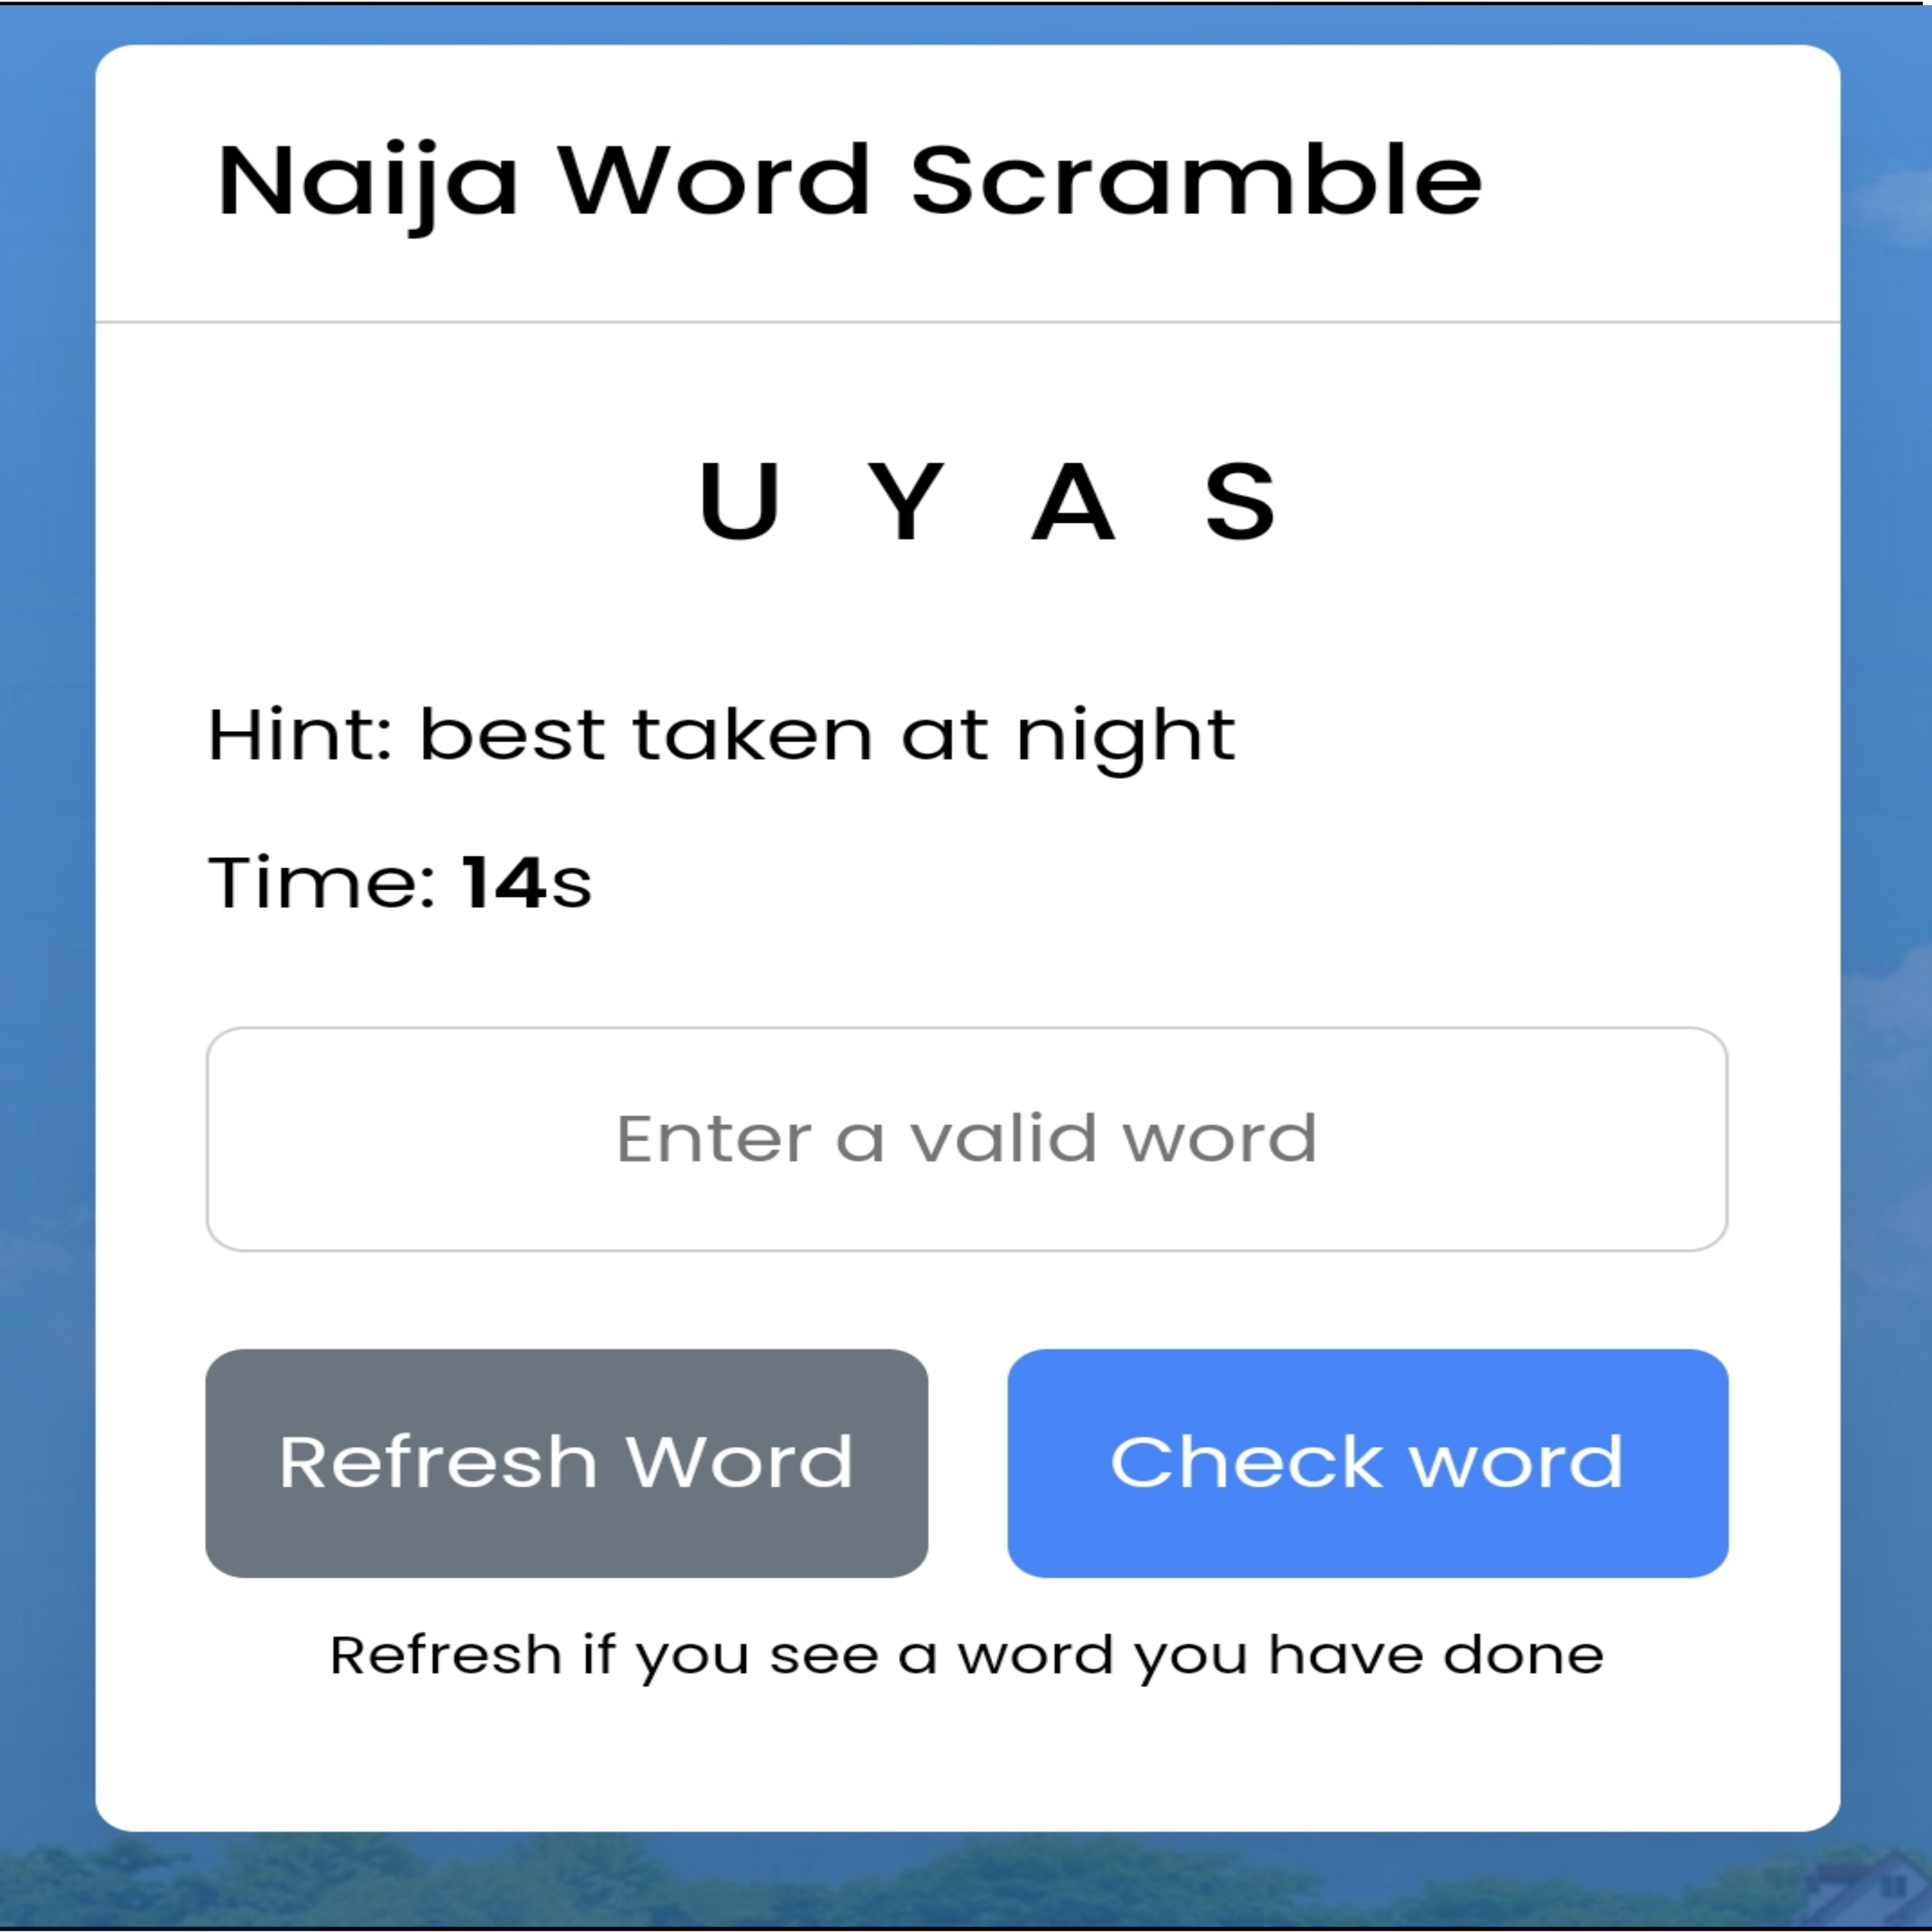 Naija Word Scramble
U Y A S
Hint: best taken at night
Time: 14s
Enter a valid word
Refresh Word
Check word
Refresh if you see a word you have done